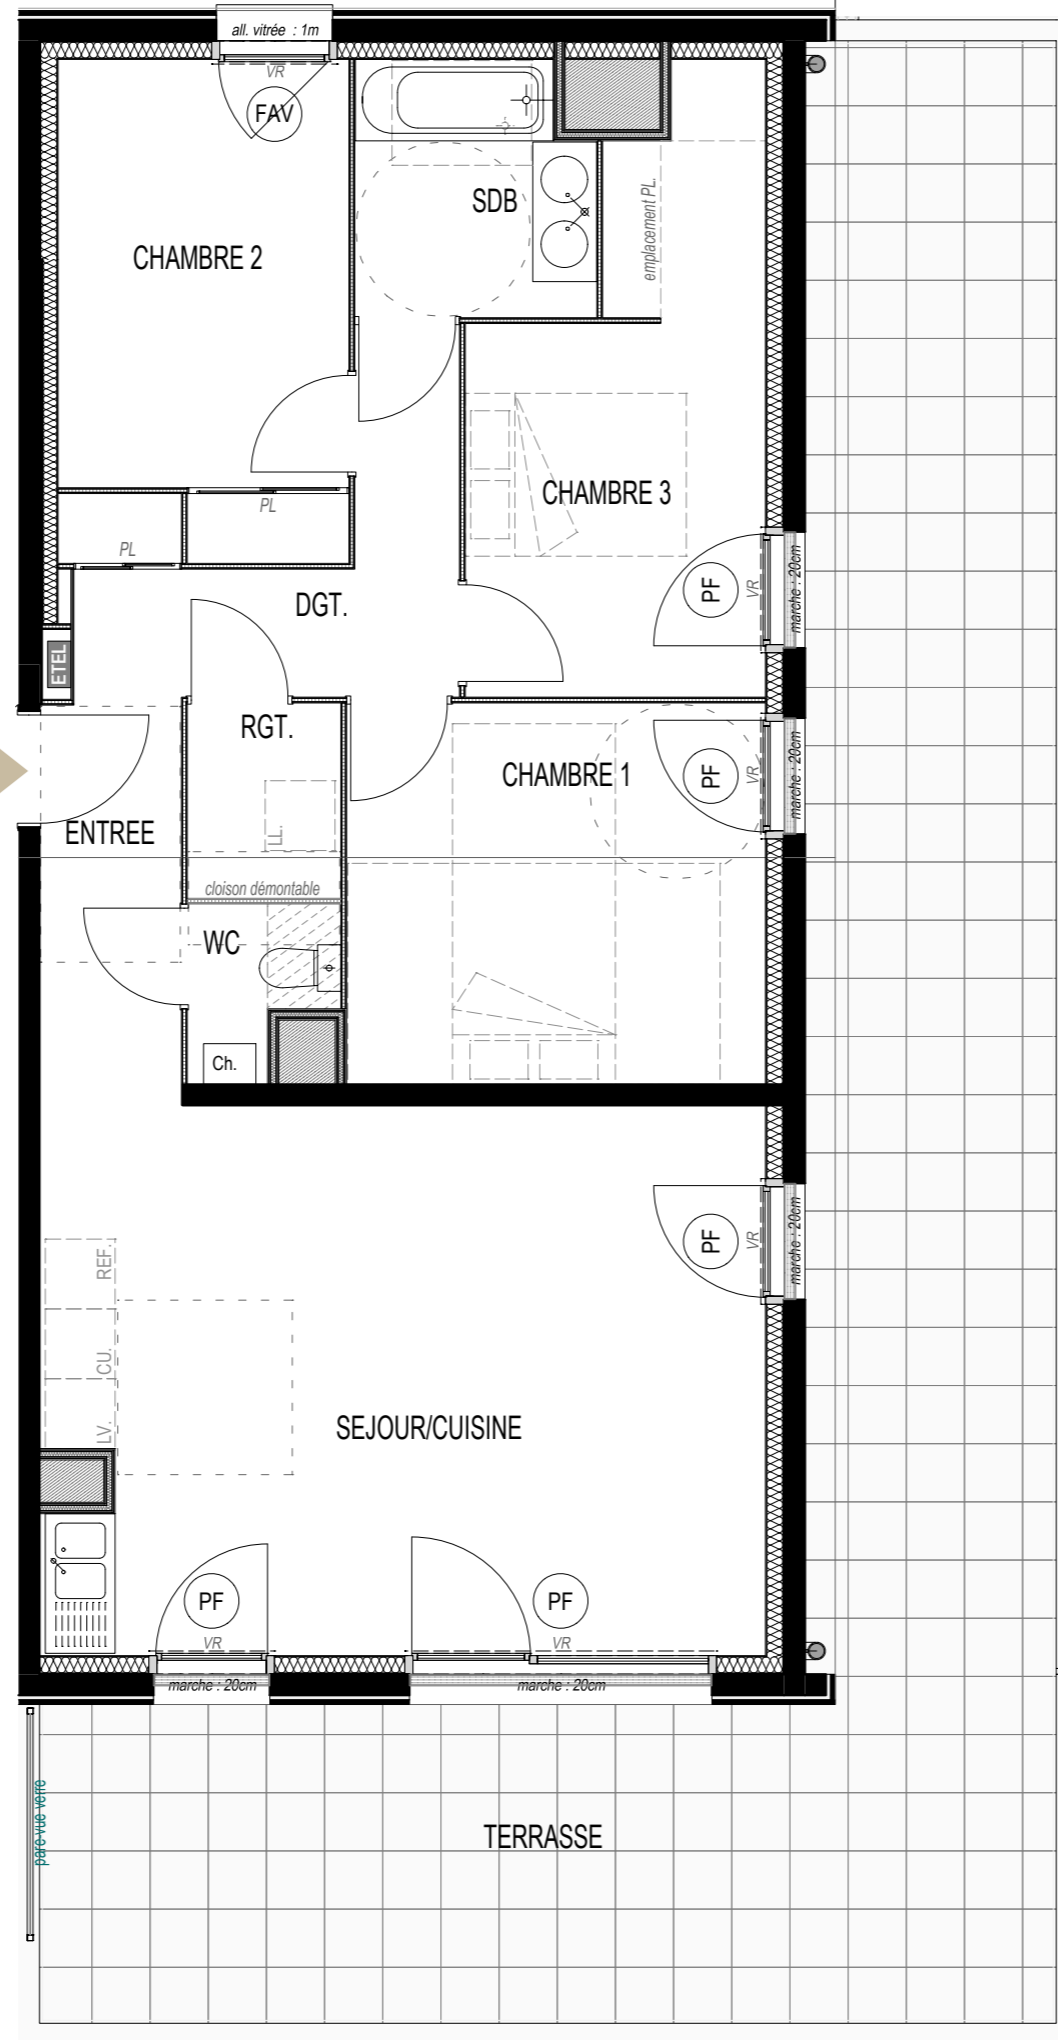 all. vitrée : 1m
VR
FAV
SDB
emplacement PL.
CHAMBRE 2
CHAMBRE 3
PL
PL
PF
VR
marche : 20cm
DGT.
ETEL
RGT.
CHAMBRE 1
PF
VR
marche : 20cm
ENTREE
LL.
cloison démontable
WC
Ch.
PF
VR
marche : 20cm
REF.
CU.
LV.
SEJOUR/CUISINE
PF
VR
marche : 20cm
PF
VR
marche : 20cm
pare-vue verre
TERRASSE